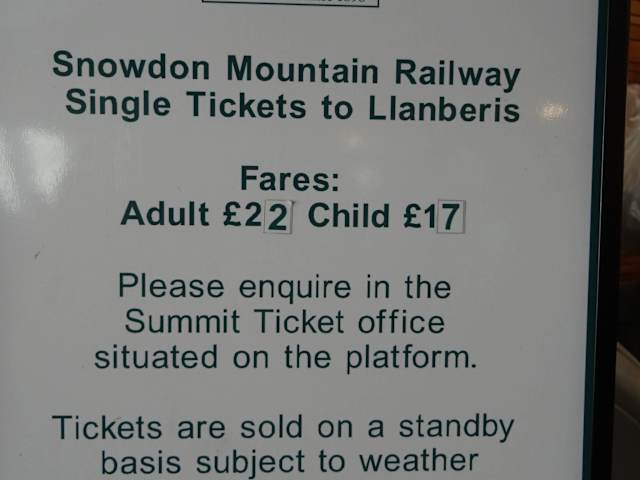 Snowdon Mountain Railway
Single Tickets to Llanberis
Fares:
Adult £22 Child £17
Please enquire in the
Summit Ticket office
situated on the platform.
Tickets are sold on a standby
basis subject to weather